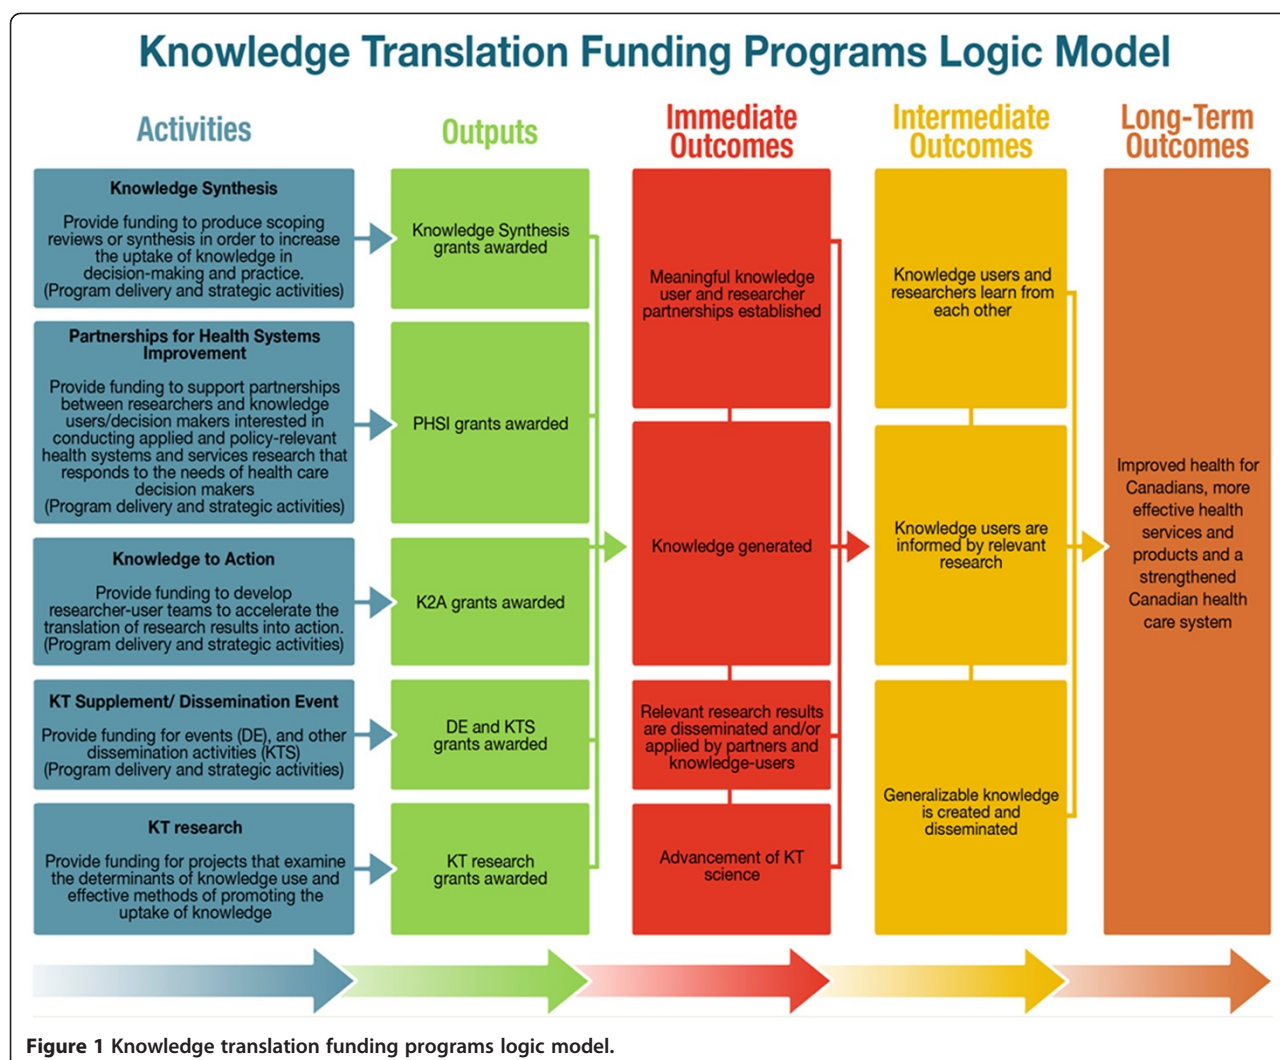 Knowledge Translation Funding Programs Logic Model
Activities
Knowledge Synthesis
Provide funding to produce scoping
reviews or synthesis in order to increase
the uptake of knowledge in
decision-making and practice.
(Program delivery and strategic activities)
Partnerships for Health Systems
Improvement
Provide funding to support partnerships
between researchers and knowledge
users/decision makers interested in
conducting applied and policy-relevant
health systems and services research that
responds to the needs of health care
decision makers
(Program delivery and strategic activities)
Knowledge to Action
Provide funding to develop
researcher-user teams to accelerate the
translation of research results into action.
(Program delivery and strategic activities)
KT Supplement/ Dissemination Event
Provide funding for events (DE), and other
dissemination activities (KTS)
(Program delivery and strategic activities)
KT research
Provide funding for projects that examine
the determinants of knowledge use and
effective methods of promoting the
uptake of knowledge
Outputs
Knowledge Synthesis
grants awarded
PHSI grants awarded
K2A grants awarded
DE and KTS
grants awarded
KT research
grants awarded
Immediate
Outcomes
Meaningful knowledge
user and researcher
partnerships established
Knowledge generated
Relevant research results
are disseminated and/or
applied by partners and
knowledge-users
Advancement of KT
science
Intermediate
Outcomes
Knowledge users and
researchers learn from
each other
Knowledge users are
informed by relevant
research
Generalizable knowledge
is created and
disseminated
Long-Term
Outcomes
Improved health for
Canadians, more
effective health
services and
products and a
strengthened
Canadian health
care system
Figure 1 Knowledge translation funding programs logic model.